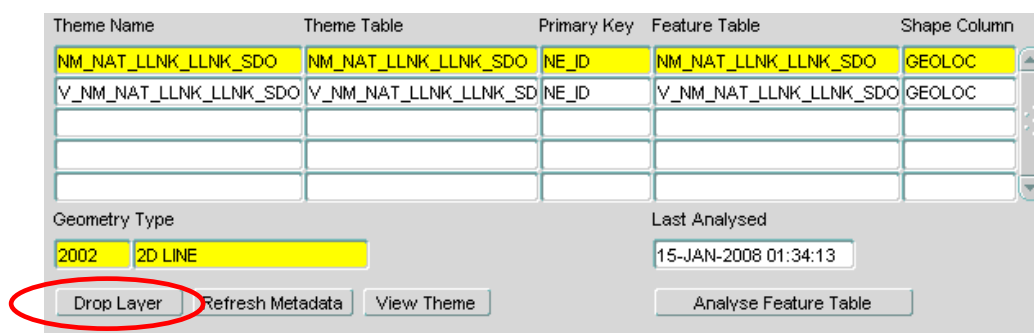 Theme Name Theme Table Primary Key Feature Table Shape Column
NM_NAT_LLNK_LLNK_SDO NM_NAT_LLNK_LLNK_SDO NE_ID NM_NAT_LLNK_LLNK_SDO GEOLOC
V_NM_NAT_LLNK_LLNK_SDO V_NM_NAT_LLNK_LLNK_SD NE_ID V_NM_NAT_LLNK_LLNK_SDO GEOLOC
Geometry Type Last Analysed
2002 2D LINE 15-JAN-2008 01:34:13
Drop Layer Refresh Metadata View Theme Analyse Feature Table